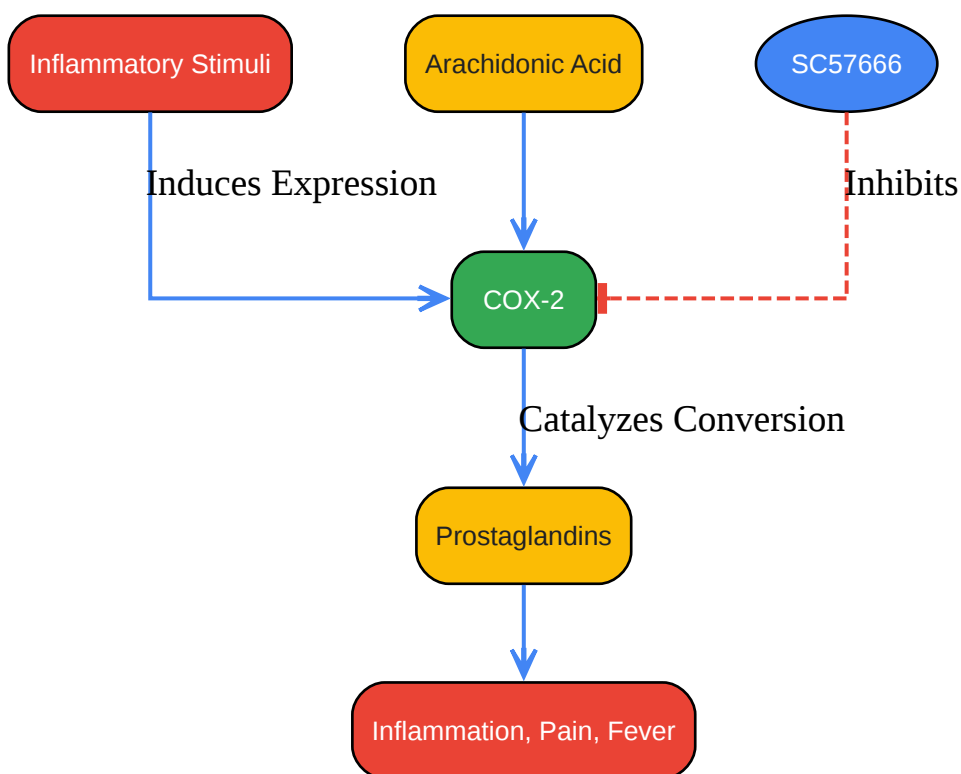 Inflammatory Stimuli
Arachidonic Acid
SC57666
Induces Expression
Inhibits
COX-2
Catalyzes Conversion
Prostaglandins
Inflammation, Pain, Fever